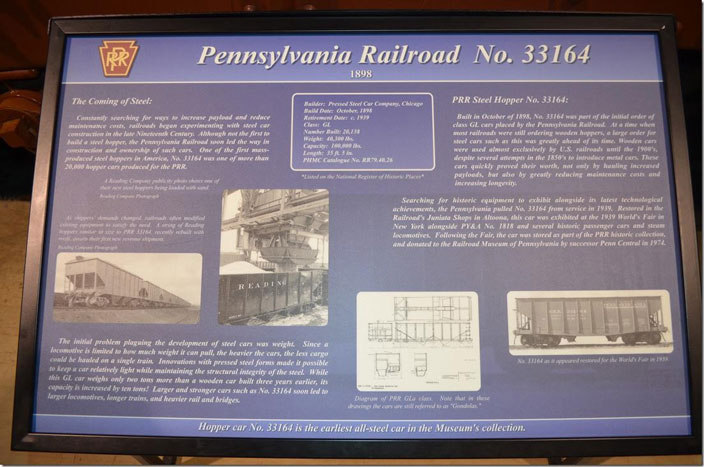 PRR
Pennsylvania Railroad No. 33164
1898
The Coming of Steel:
Constantly searching for ways to increase payload and reduce
maintenance costs, railroads began experimenting with steel car
construction in the late Nineteenth Century. Although not the first to
build a steel hopper, the Pennsylvania Railroad soon led the way in
construction and ownership of such cars. One of the first mass-
produced steel hoppers in America, No. 33164 was one of more than
20,000 hopper cars produced for the PRR.
A Reading Company publicity photo shows one of
their new steel hoppers being loaded with sand.
Reading Company Photograph
As shippers' demands changed, railroads often modified
existing equipment to satisfy the need. A string of Reading
hoppers similar in size to PRR 33164, recently rebuilt with
roofs, awaits their first new revenue shipment.
Reading Company Photograph
READING
The initial problem plaguing the development of steel cars was weight. Since a
locomotive is limited to how much weight it can pull, the heavier the cars, the less cargo
could be hauled on a single train. Innovations with pressed steel forms made it possible
to keep a car relatively light while maintaining the structural integrity of the steel. While
this GL car weighs only two tons more than a wooden car built three years earlier, its
capacity is increased by ten tons! Larger and stronger cars such as No. 33164 soon led to
larger locomotives, longer trains, and heavier rail and bridges.
Builder: Pressed Steel Car Company, Chicago
Build Date: October, 1898
Retirement Date: c. 1939
Class: GL
Number Built: 20,138
Weight: 40,300 lbs.
Capacity: 100,000 lbs.
Length: 33 ft. 5 in.
PHMC Catalogue No. RR79.40.26
*Listed on the National Register of Historic Places*
PRR Steel Hopper No. 33164:
Built in October of 1898, No. 33164 was part of the initial order of
class GL cars placed by the Pennsylvania Railroad. At a time when
most railroads were still ordering wooden hoppers, a large order for
steel cars such as this was greatly ahead of its time. Wooden cars
were used almost exclusively by U.S. railroads until the 1900's,
despite several attempts in the 1850's to introduce metal cars. These
cars quickly proved their worth, not only by hauling increased
payloads, but also by greatly reducing maintenance costs and
increasing longevity.
Searching for historic equipment to exhibit alongside its latest technological
achievements, the Pennsylvania pulled No. 33164 from service in 1939. Restored in the
Railroad's Juniata Shops in Altoona, this car was exhibited at the 1939 World's Fair in
New York alongside PY&A No. 1818 and several historic passenger cars and steam
locomotives. Following the Fair, the car was stored as part of the PRR historic collection,
and donated to the Railroad Museum of Pennsylvania by successor Penn Central in 1974.
Diagram of PRR GLa class. Note that in these
drawings the cars are still referred to as "Gondolas."
No. 33164 as it appeared restored for the World's Fair in 1939
Hopper car No. 33164 is the earliest all-steel car in the Museum's collection.